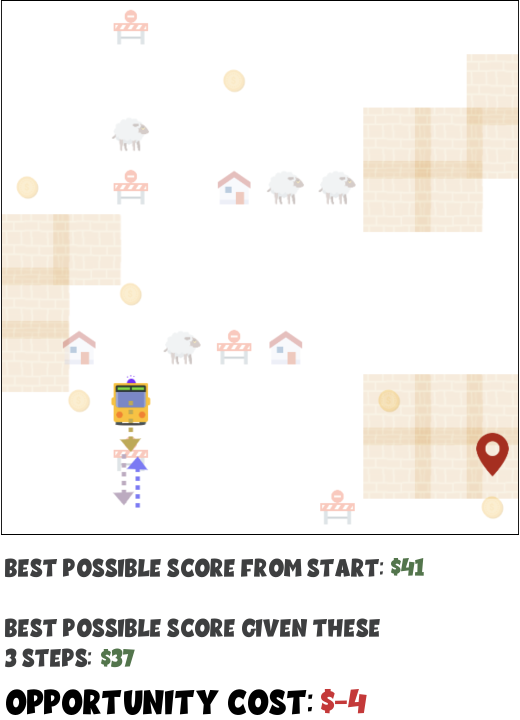 BEST POSSIBLE SCORE FROM START: $41
BEST POSSIBLE SCORE GIVEN THESE
3 STEPS: $37
OPPORTUNITY COST: $-4